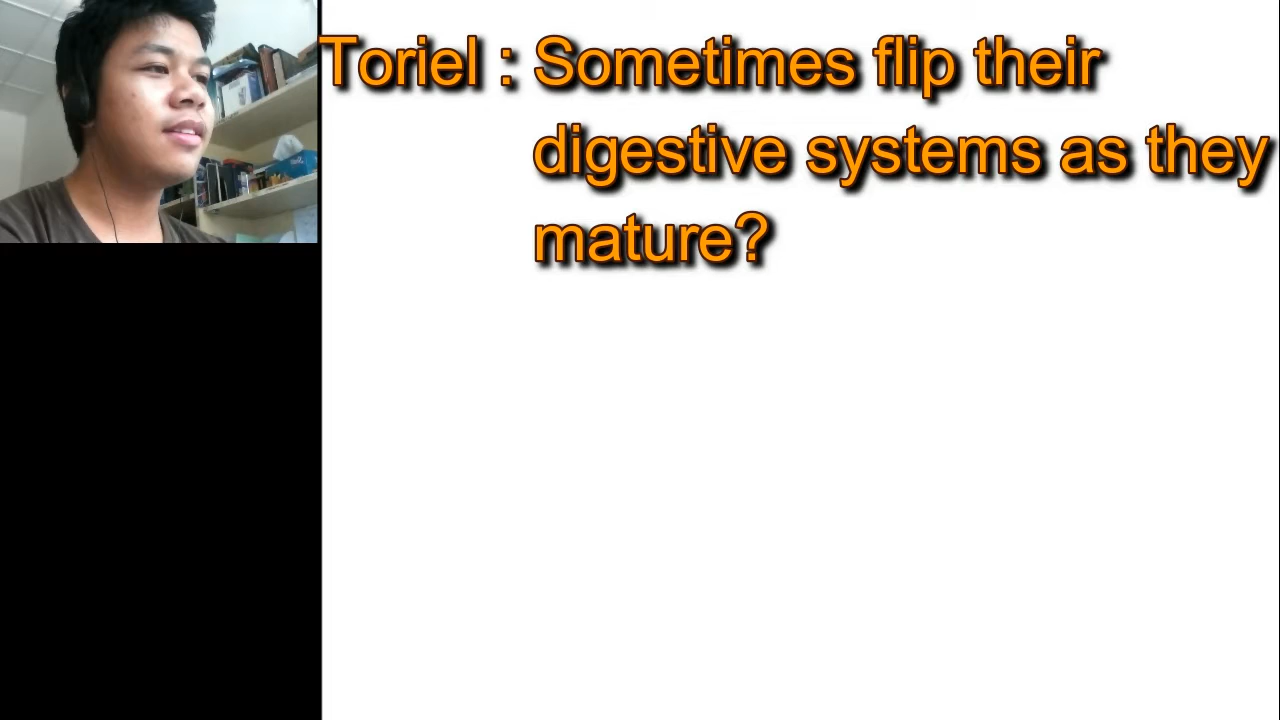 Toriel : Sometimes flip their
digestive systems as they
mature?